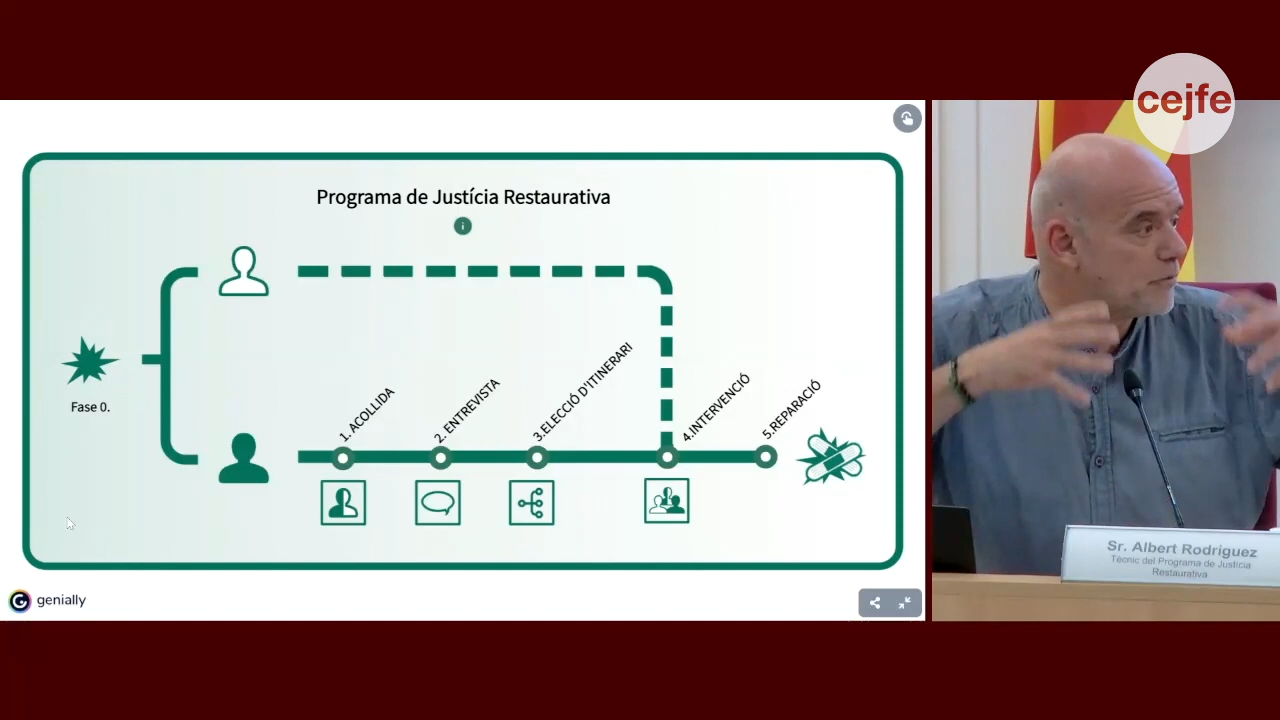 cejfe
Programa de Justícia Restaurativa
i
Fase 0.
1. ACOLLIDA
2. ENTREVISTA
3.ELECCIÓ D'ITINERARI
4.INTERVENCIÓ
5.REPARACIÓ
genially
Sr. Albert Rodríguez
Tècnic del Programa de Justícia
Restaurativa